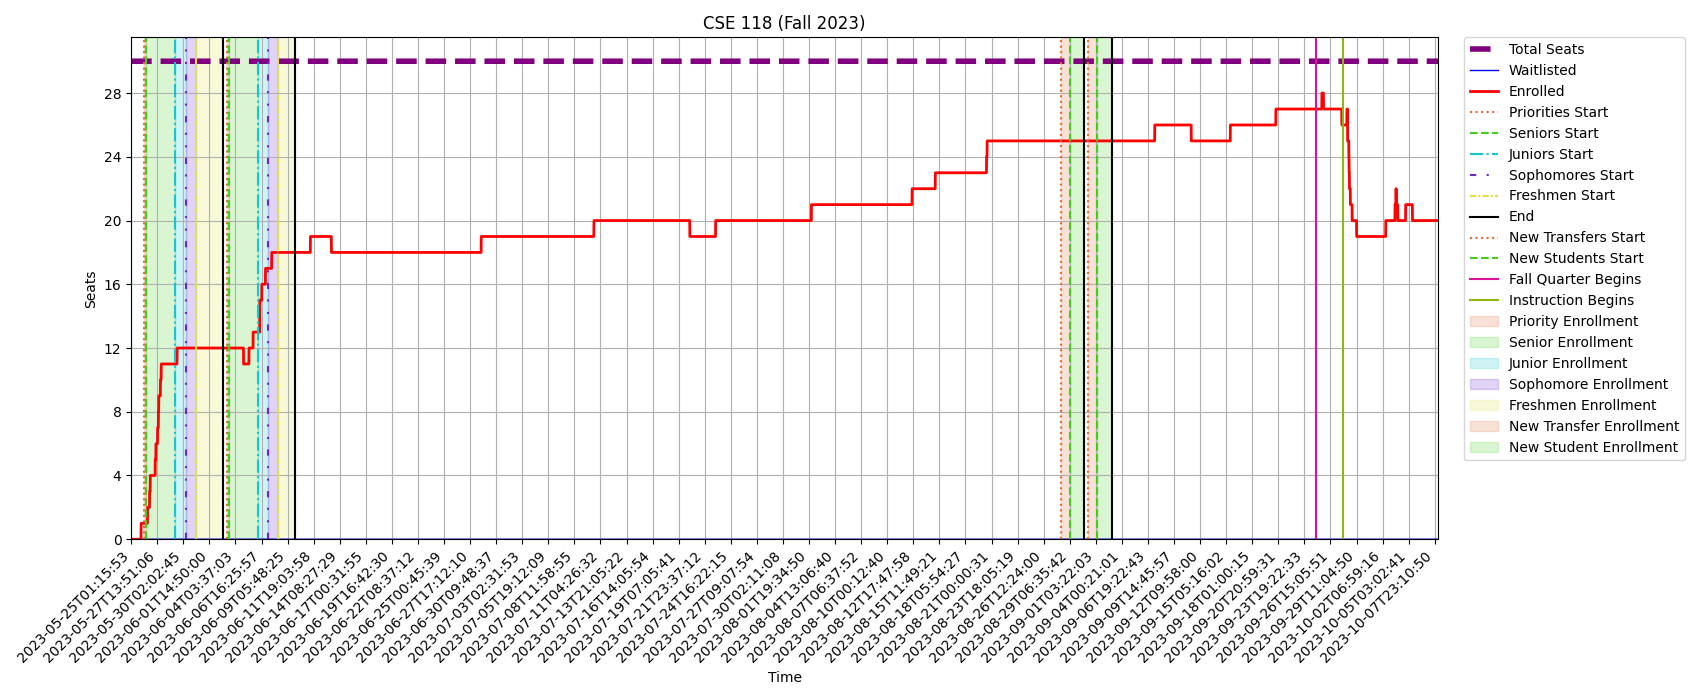 CSE 118 (Fall 2023)
Seats
28
24
20
16
12
8
4
0
2023-05-25T01:15:53
2023-05-27T13:51:06
2023-05-30T02:02:45
2023-06-01T14:50:00
2023-06-04T03:37:03
2023-06-06T16:25:57
2023-06-09T05:48:25
2023-06-11T19:03:58
2023-06-14T08:27:29
2023-06-17T00:31:55
2023-06-19T16:42:30
2023-06-22T08:37:12
2023-06-25T00:45:39
2023-06-27T17:12:10
2023-06-30T09:48:37
2023-07-03T02:31:53
2023-07-05T19:12:09
2023-07-08T11:58:55
2023-07-11T04:26:32
2023-07-13T21:05:22
2023-07-16T14:05:54
2023-07-19T07:05:41
2023-07-21T23:37:12
2023-07-24T16:22:15
2023-07-27T09:07:54
2023-07-30T02:11:08
2023-08-01T19:34:50
2023-08-04T13:06:40
2023-08-07T06:37:52
2023-08-10T00:12:40
2023-08-12T17:47:58
2023-08-15T11:49:21
2023-08-18T05:54:27
2023-08-21T00:00:31
2023-08-23T18:05:19
2023-08-26T12:24:00
2023-08-29T06:35:42
2023-09-01T03:22:03
2023-09-04T00:21:01
2023-09-06T19:22:43
2023-09-09T14:45:57
2023-09-12T09:58:00
2023-09-15T05:16:02
2023-09-18T01:00:15
2023-09-20T20:59:31
2023-09-23T19:22:33
2023-09-26T15:05:51
2023-09-29T11:04:50
2023-10-02T06:59:16
2023-10-05T03:02:41
2023-10-07T23:10:50
Time
Total Seats
Waitlisted
Enrolled
Priorities Start
Seniors Start
Juniors Start
Sophomores Start
Freshmen Start
End
New Transfers Start
New Students Start
Fall Quarter Begins
Instruction Begins
Priority Enrollment
Senior Enrollment
Junior Enrollment
Sophomore Enrollment
Freshmen Enrollment
New Transfer Enrollment
New Student Enrollment